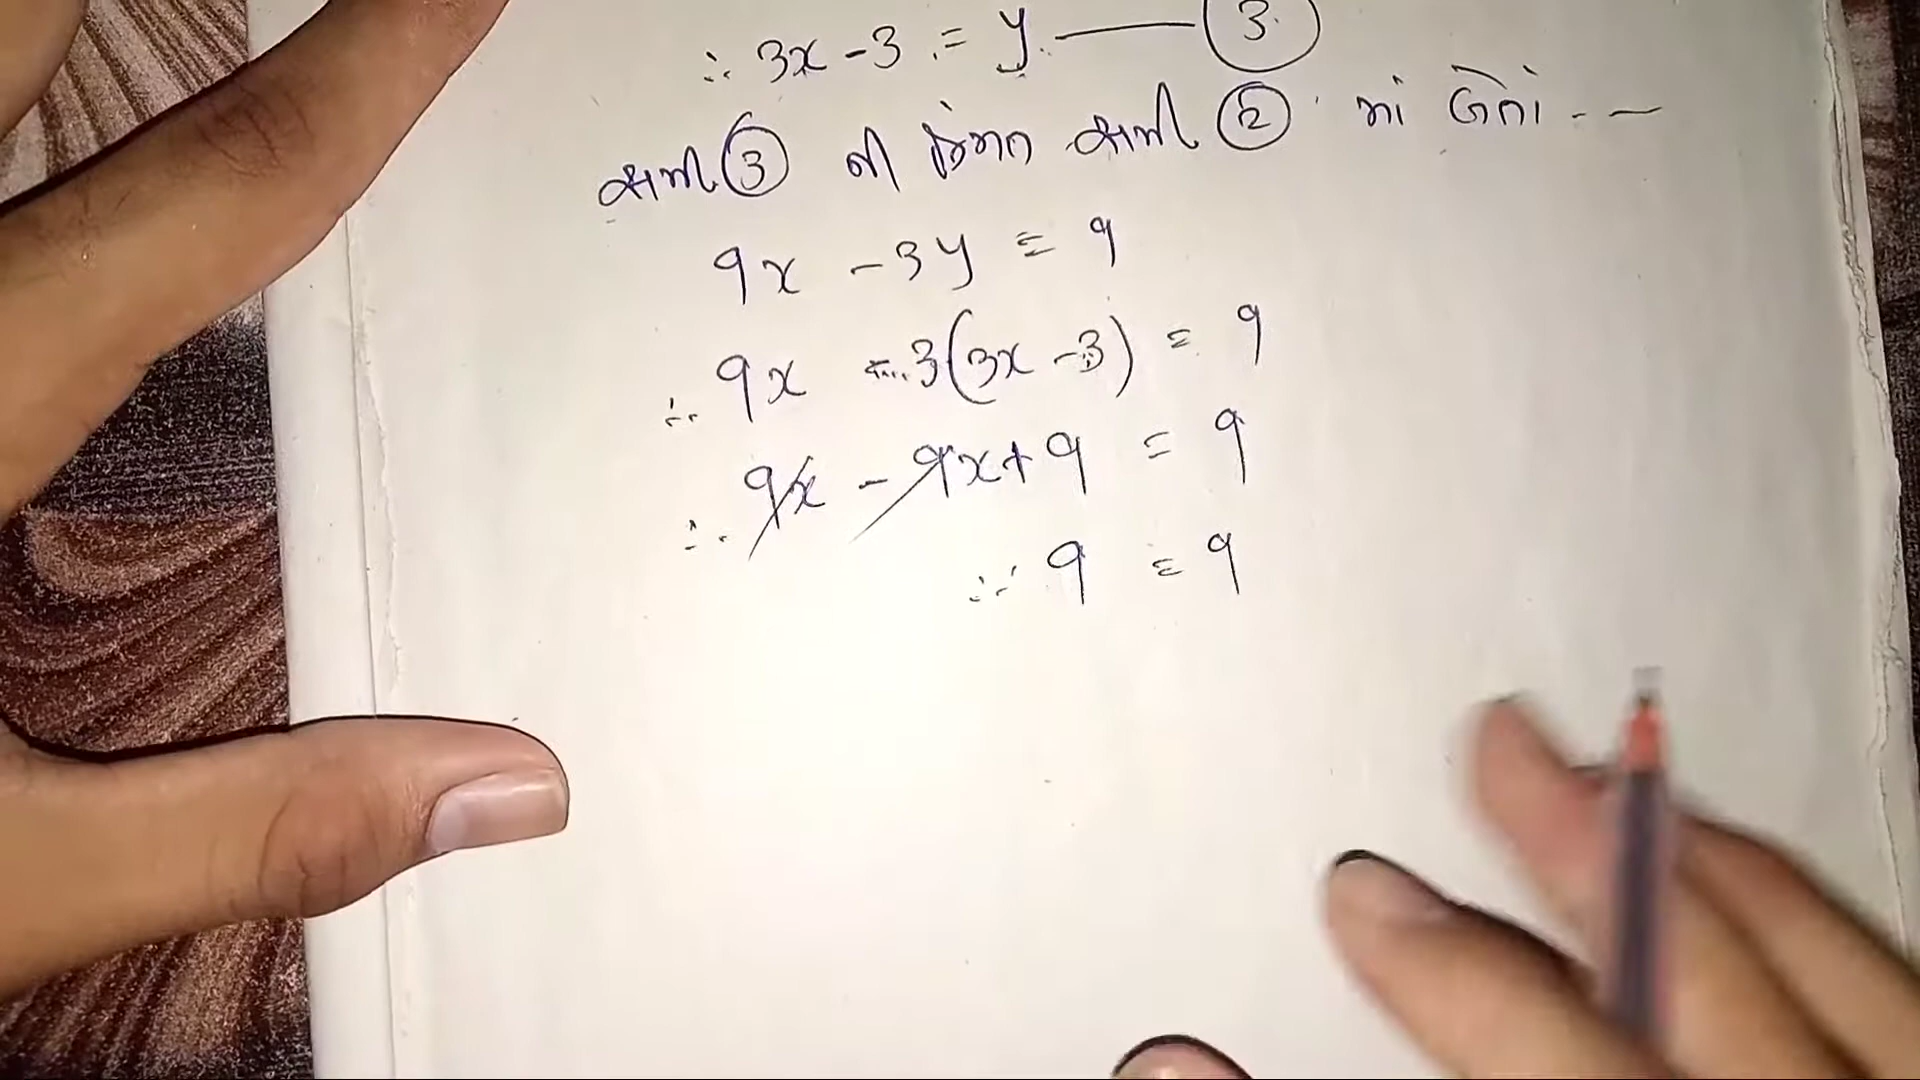 ∴ 3x - 3 = y. —— ③
સમી ③ ની કિંમત સમી ② માં લેતાં - -
9x - 3y = 9
∴ 9x - 3(3x - 3) = 9
∴ 9x - 9x + 9 = 9
∴ 9 = 9